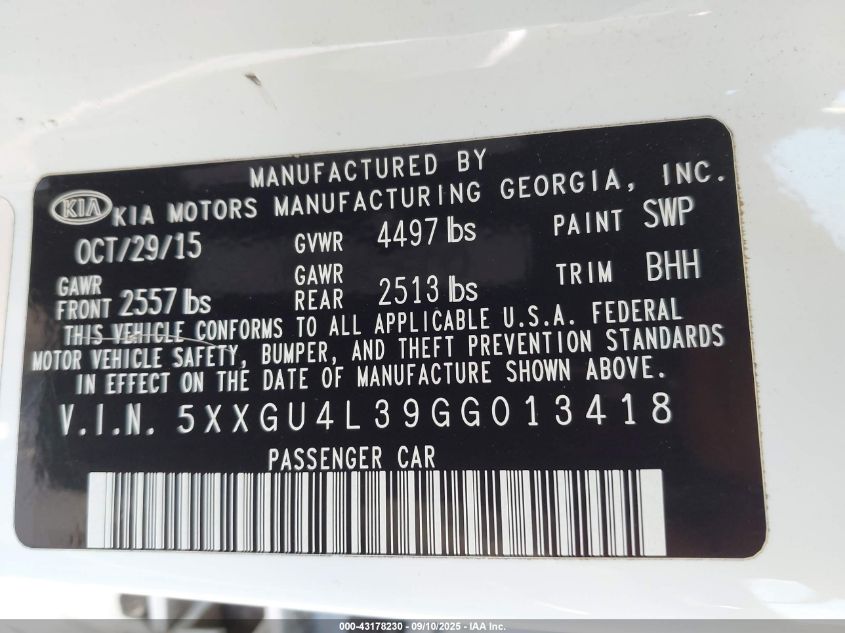 MANUFACTURED BY
KIA KIA MOTORS MANUFACTURING GEORGIA, INC.
OCT/29/15 GVWR 4497 lbs PAINT SWP
GAWR FRONT 2557 lbs GAWR REAR 2513 lbs TRIM BHH
THIS VEHICLE CONFORMS TO ALL APPLICABLE U.S.A. FEDERAL
MOTOR VEHICLE SAFETY, BUMPER, AND THEFT PREVENTION STANDARDS
IN EFFECT ON THE DATE OF MANUFACTURE SHOWN ABOVE.
V.I.N. 5XXGU4L39GG013418
PASSENGER CAR
000-43178230 - 09/10/2025 - IAA Inc.